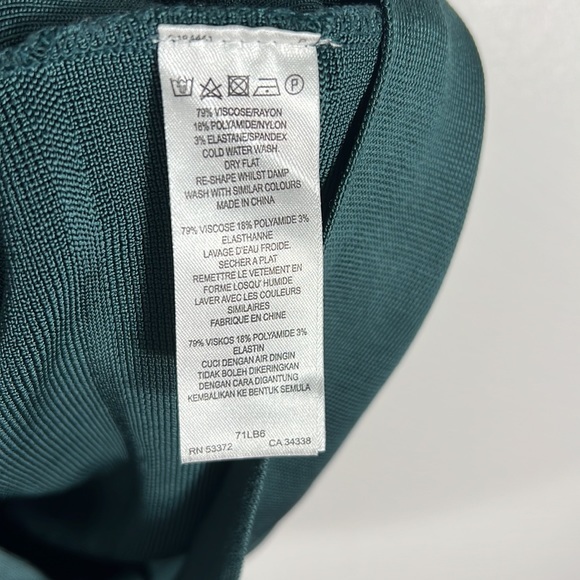 P
79% VISCOSE/RAYON
18% POLYAMIDE/NYLON
3% ELASTANE/SPANDEX
COLD WATER WASH.
DRY FLAT
RE-SHAPE WHILST DAMP
WASH WITH SIMILAR COLOURS
MADE IN CHINA
79% VISCOSE 18% POLYAMIDE 3%
ELASTHANNE
LAVAGE D'EAU FROIDE.
SECHER A PLAT
REMETTRE LE VETEMENT EN
FORME LOSQU' HUMIDE
LAVER AVEC LES COULEURS
SIMILAIRES
FABRIQUE EN CHINE
79% VISKOS 18% POLYAMIDE 3%
ELASTIN
CUCI DENGAN AIR DINGIN
TIDAK BOLEH DIKERINGKAN
DENGAN CARA DIGANTUNG
KEMBALIKAN KE BENTUK SEMULA
71LB6
RN 53372 CA 34338